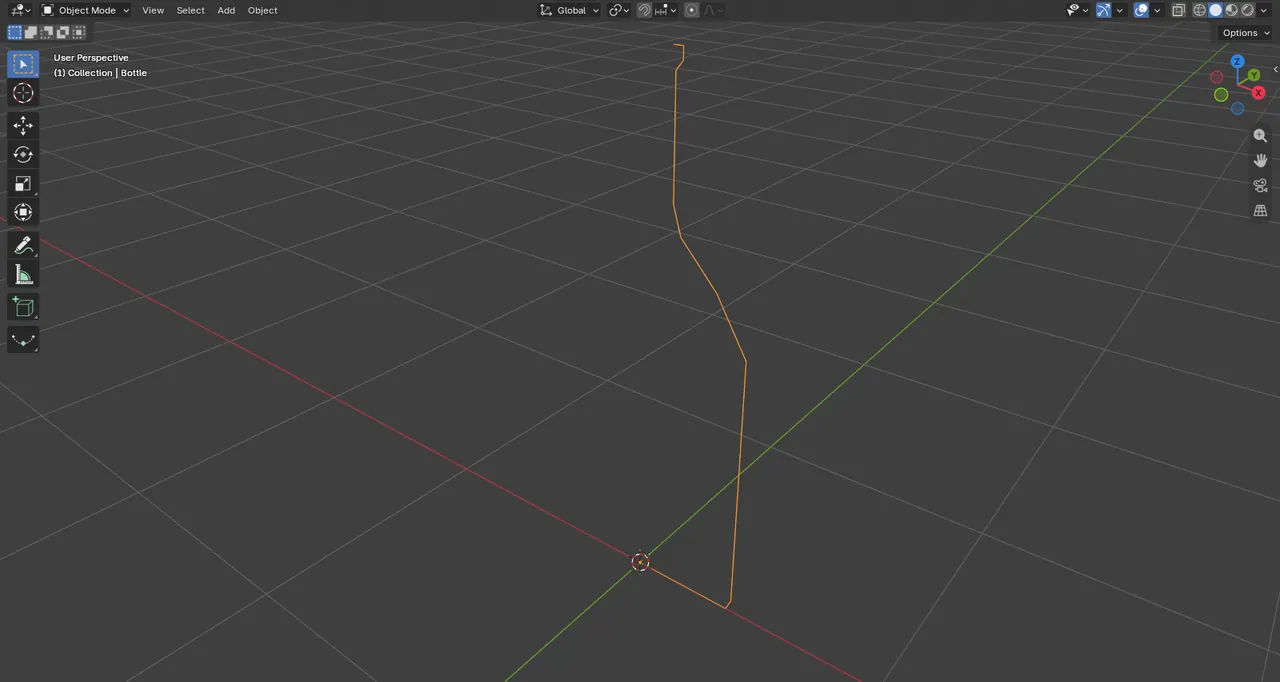 Object Mode View Select Add Object Global
Options
User Perspective
(1) Collection | Bottle
Z
Y
X